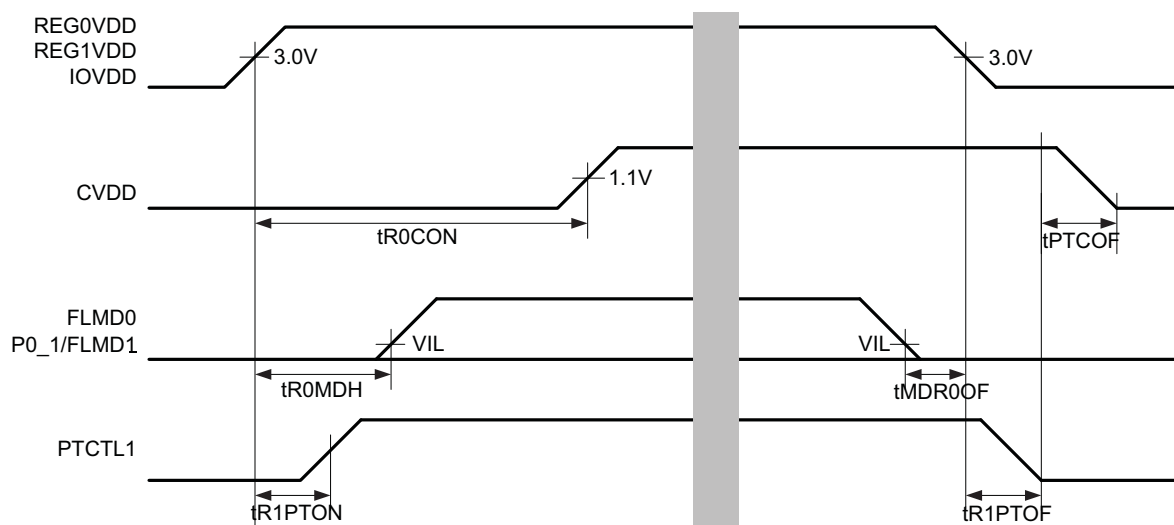 REG0VDD
REG1VDD
IOVDD
3.0V
3.0V
CVDD
1.1V
tR0CON
tPTCOF
FLMD0
P0_1/FLMD1
VIL
VIL
tR0MDH
tMDR0OF
PTCTL1
tR1PTON
tR1PTOF